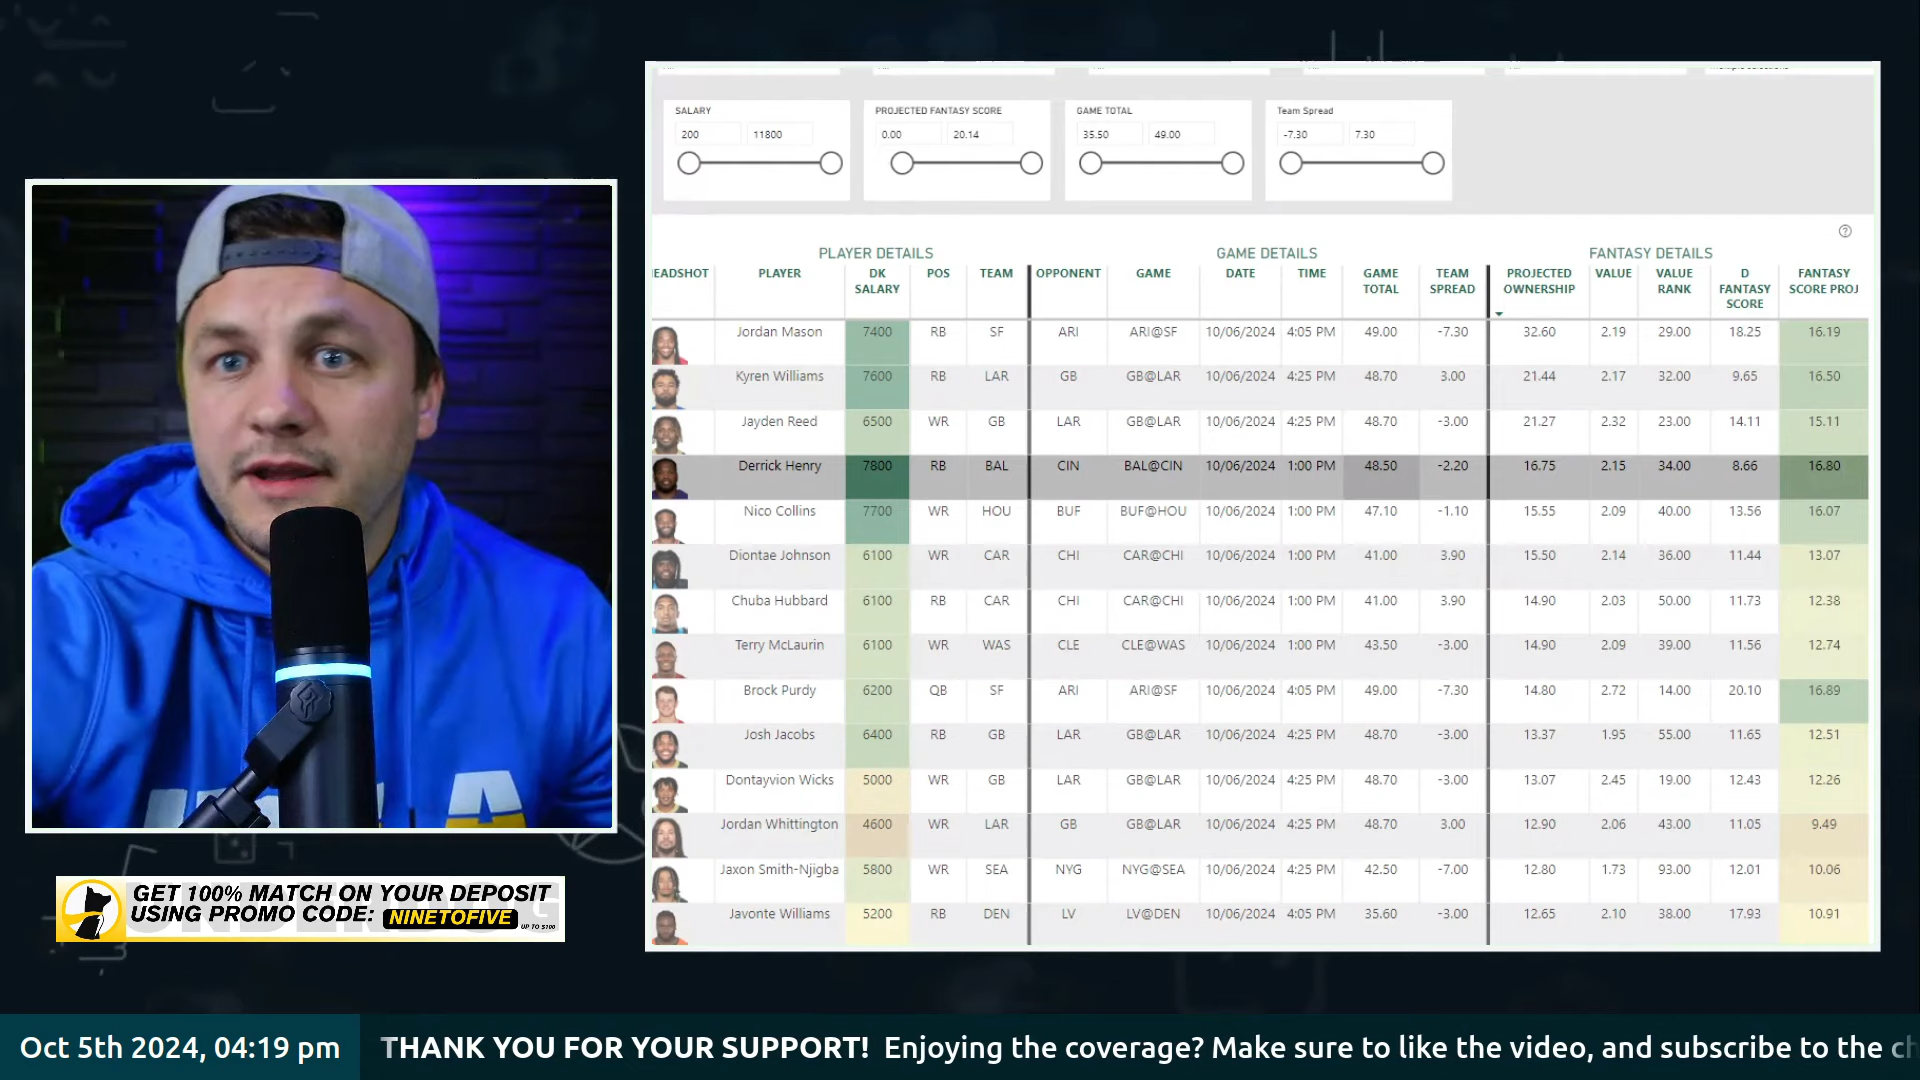 SALARY
200 11800
PROJECTED FANTASY SCORE
0.00 20.14
GAME TOTAL
35.50 49.00
Team Spread
-7.30 7.30
PLAYER DETAILS GAME DETAILS FANTASY DETAILS
EADSHOT PLAYER DK SALARY POS TEAM OPPONENT GAME DATE TIME GAME TOTAL TEAM SPREAD PROJECTED OWNERSHIP VALUE VALUE RANK D FANTASY SCORE FANTASY SCORE PROJ
Jordan Mason 7400 RB SF ARI ARI@SF 10/06/2024 4:05 PM 49.00 -7.30 32.60 2.19 29.00 18.25 16.19
Kyren Williams 7600 RB LAR GB GB@LAR 10/06/2024 4:25 PM 48.70 3.00 21.44 2.17 32.00 9.65 16.50
Jayden Reed 6500 WR GB LAR GB@LAR 10/06/2024 4:25 PM 48.70 -3.00 21.27 2.32 23.00 14.11 15.11
Derrick Henry 7800 RB BAL CIN BAL@CIN 10/06/2024 1:00 PM 48.50 -2.20 16.75 2.15 34.00 8.66 16.80
Nico Collins 7700 WR HOU BUF BUF@HOU 10/06/2024 1:00 PM 47.10 -1.10 15.55 2.09 40.00 13.56 16.07
Diontae Johnson 6100 WR CAR CHI CAR@CHI 10/06/2024 1:00 PM 41.00 3.90 15.50 2.14 36.00 11.44 13.07
Chuba Hubbard 6100 RB CAR CHI CAR@CHI 10/06/2024 1:00 PM 41.00 3.90 14.90 2.03 50.00 11.73 12.38
Terry McLaurin 6100 WR WAS CLE CLE@WAS 10/06/2024 1:00 PM 43.50 -3.00 14.90 2.09 39.00 11.56 12.74
Brock Purdy 6200 QB SF ARI ARI@SF 10/06/2024 4:05 PM 49.00 -7.30 14.80 2.72 14.00 20.10 16.89
Josh Jacobs 6400 RB GB LAR GB@LAR 10/06/2024 4:25 PM 48.70 -3.00 13.37 1.95 55.00 11.65 12.51
Dontayvion Wicks 5000 WR GB LAR GB@LAR 10/06/2024 4:25 PM 48.70 -3.00 13.07 2.45 19.00 12.43 12.26
Jordan Whittington 4600 WR LAR GB GB@LAR 10/06/2024 4:25 PM 48.70 3.00 12.90 2.06 43.00 11.05 9.49
Jaxon Smith-Njigba 5800 WR SEA NYG NYG@SEA 10/06/2024 4:25 PM 42.50 -7.00 12.80 1.73 93.00 12.01 10.06
Javonte Williams 5200 RB DEN LV LV@DEN 10/06/2024 4:05 PM 35.60 -3.00 12.65 2.10 38.00 17.93 10.91
GET 100% MATCH ON YOUR DEPOSIT
USING PROMO CODE: NINETOFIVE
UP TO $100
Oct 5th 2024, 04:19 pm THANK YOU FOR YOUR SUPPORT! Enjoying the coverage? Make sure to like the video, and subscribe to the ch